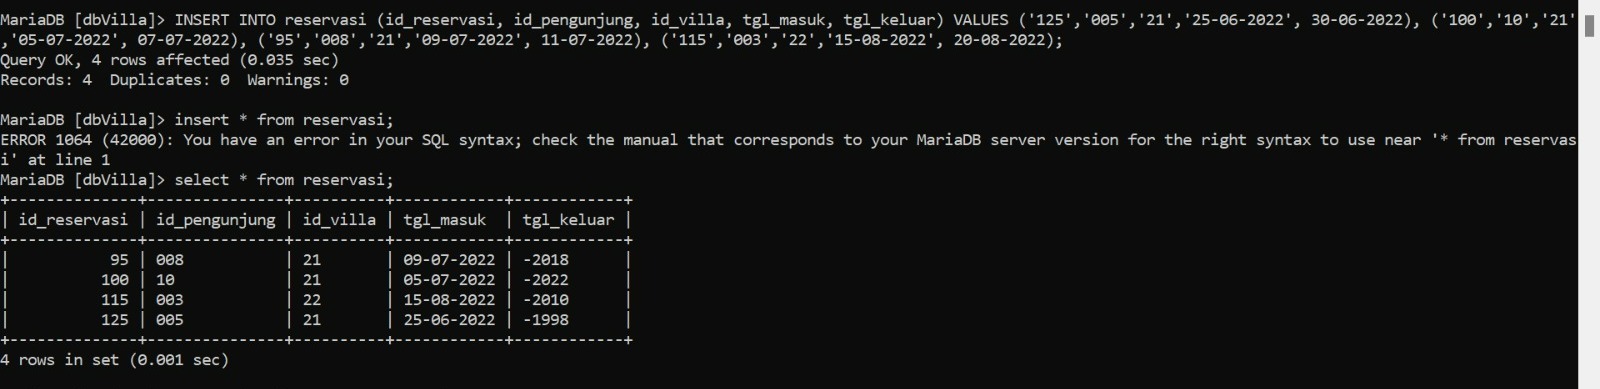 MariaDB [dbVilla]> INSERT INTO reservasi (id_reservasi, id_pengunjung, id_villa, tgl_masuk, tgl_keluar) VALUES ('125','005','21','25-06-2022', 30-06-2022), ('100','10','21'
,'05-07-2022', 07-07-2022), ('95','008','21','09-07-2022', 11-07-2022), ('115','003','22','15-08-2022', 20-08-2022);
Query OK, 4 rows affected (0.035 sec)
Records: 4  Duplicates: 0  Warnings: 0

MariaDB [dbVilla]> insert * from reservasi;
ERROR 1064 (42000): You have an error in your SQL syntax; check the manual that corresponds to your MariaDB server version for the right syntax to use near '* from reservas
i' at line 1
MariaDB [dbVilla]> select * from reservasi;
+--------------+---------------+----------+------------+------------+
| id_reservasi | id_pengunjung | id_villa | tgl_masuk  | tgl_keluar |
+--------------+---------------+----------+------------+------------+
|           95 | 008           | 21       | 09-07-2022 | -2018      |
|          100 | 10            | 21       | 05-07-2022 | -2022      |
|          115 | 003           | 22       | 15-08-2022 | -2010      |
|          125 | 005           | 21       | 25-06-2022 | -1998      |
+--------------+---------------+----------+------------+------------+
4 rows in set (0.001 sec)